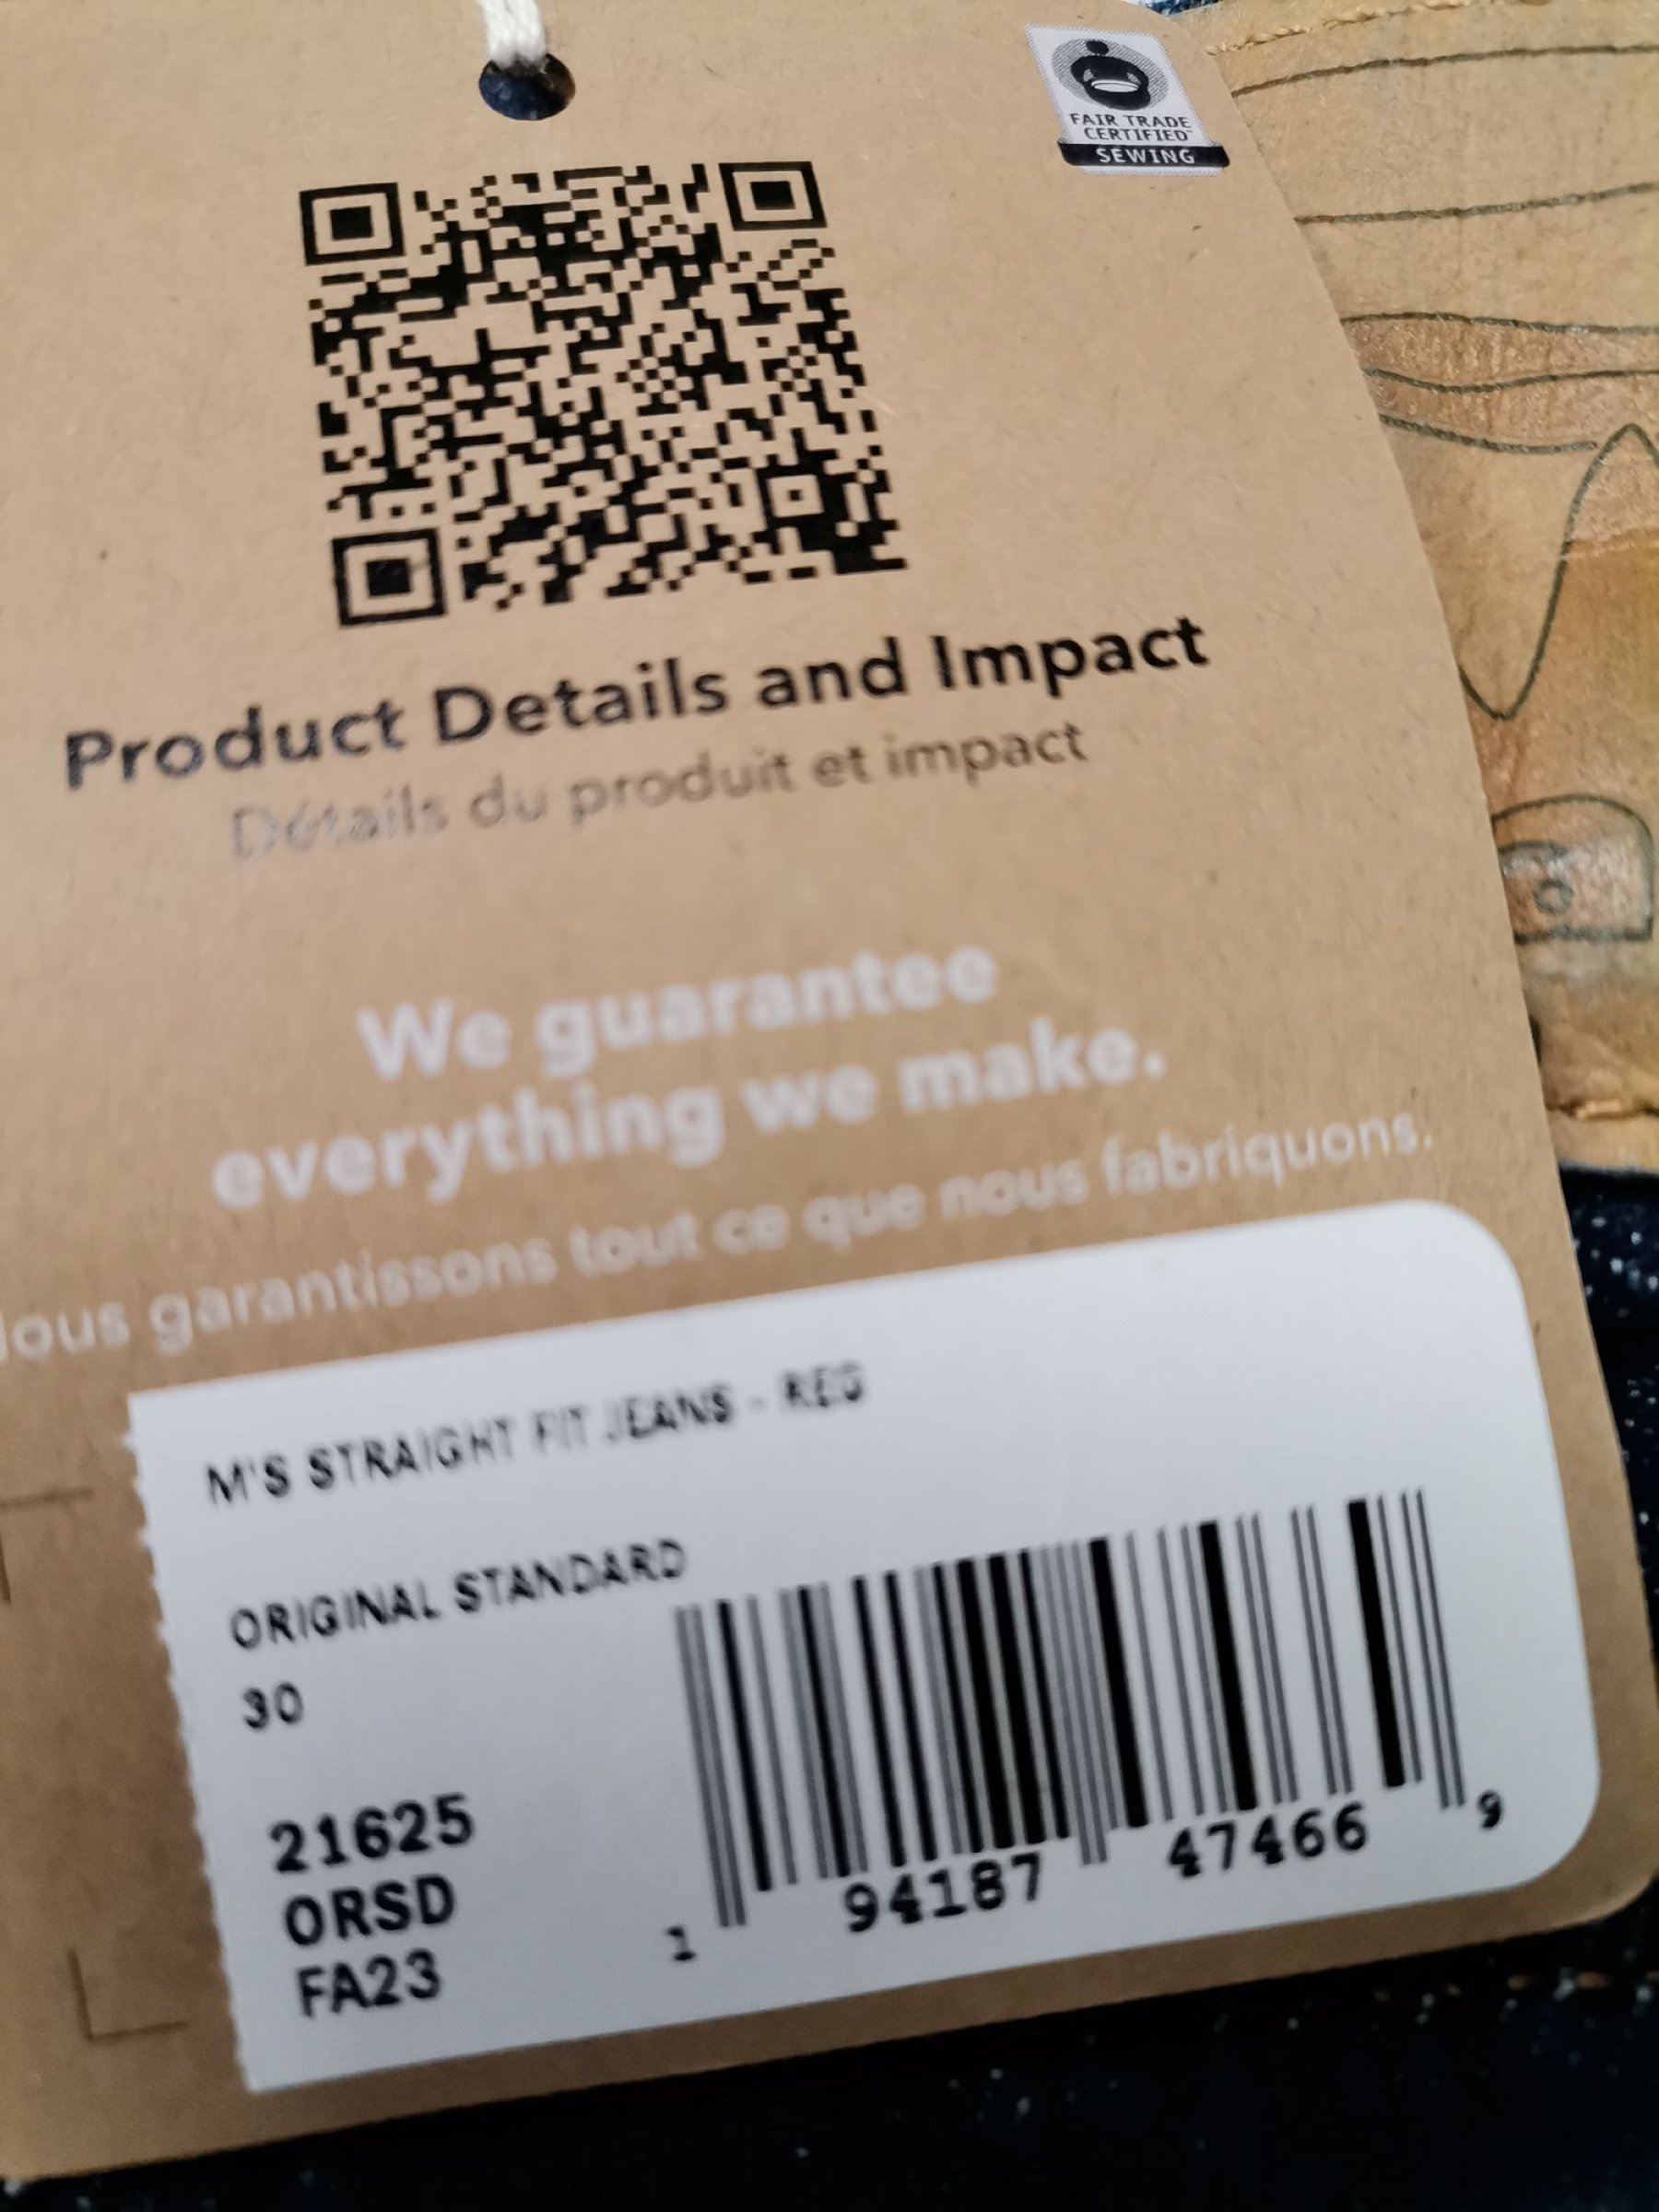 FAIR TRADE
CERTIFIED
SEWING
Product Details and Impact
Détails du produit et impact
We guarantee
everything we make.
garantissons tout ce que nous fabriquons.
M'S STRAIGHT FIT JEANS - REG
ORIGINAL STANDARD
30
21625
ORSD
FA23
1 94187 47466 9